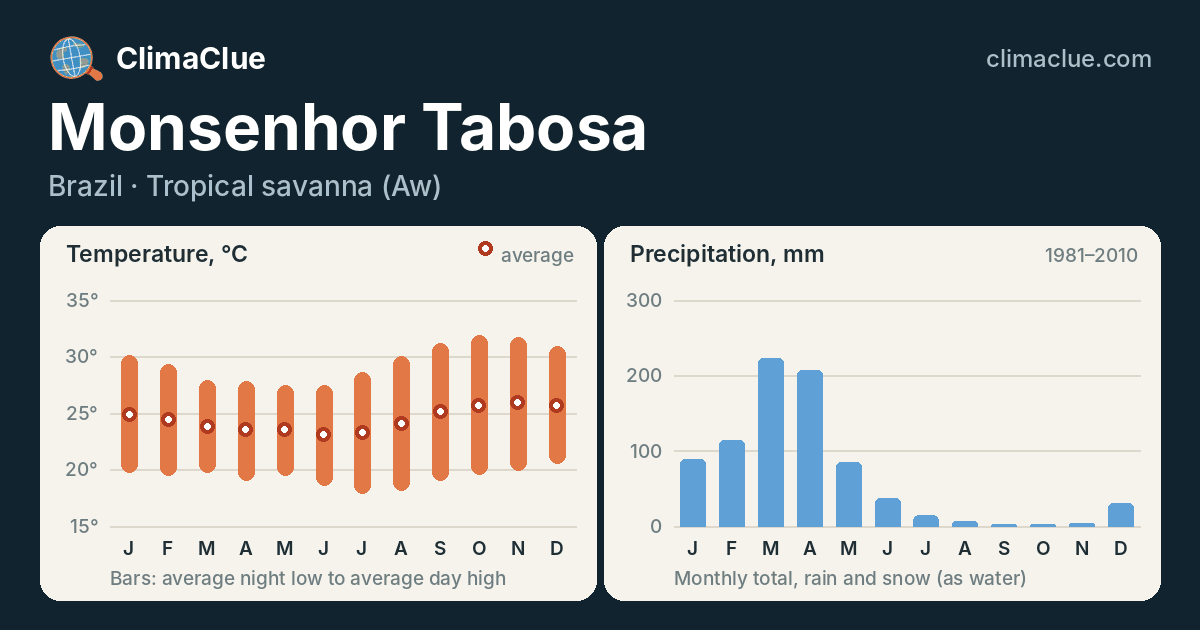 ClimaClue
climaclue.com
Monsenhor Tabosa
Brazil · Tropical savanna (Aw)
Temperature, °C
average
35°
30°
25°
20°
15°
J F M A M J J A S O N D
Bars: average night low to average day high
Precipitation, mm
1981–2010
300
200
100
0
J F M A M J J A S O N D
Monthly total, rain and snow (as water)